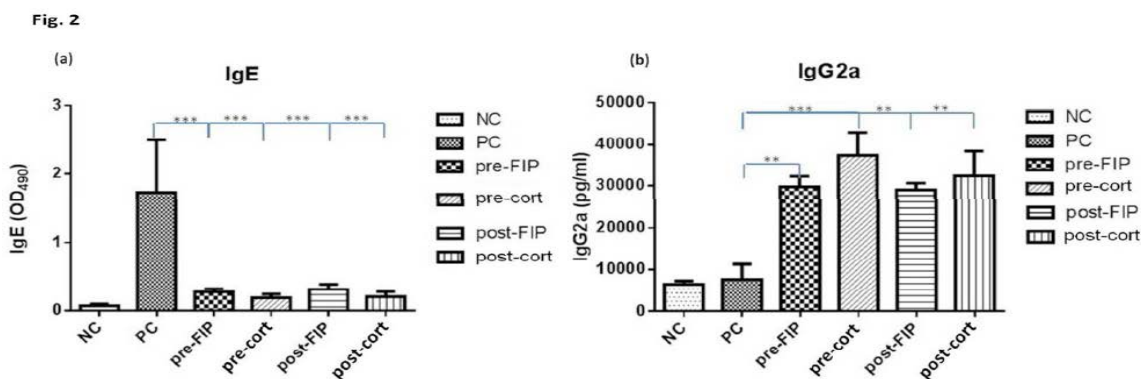 Fig. 2
(a)
IgE
IgE (OD490)
3
2
1
0
*** *** *** ***
NC
PC
pre-FIP
pre-cort
post-FIP
post-cort
NC
PC
pre-FIP
pre-cort
post-FIP
post-cort
(b)
IgG2a
IgG2a (pg/ml)
50000
40000
30000
20000
10000
0
*** ** **
**
NC
PC
pre-FIP
pre-cort
post-FIP
post-cort
NC
PC
pre-FIP
pre-cort
post-FIP
post-cort